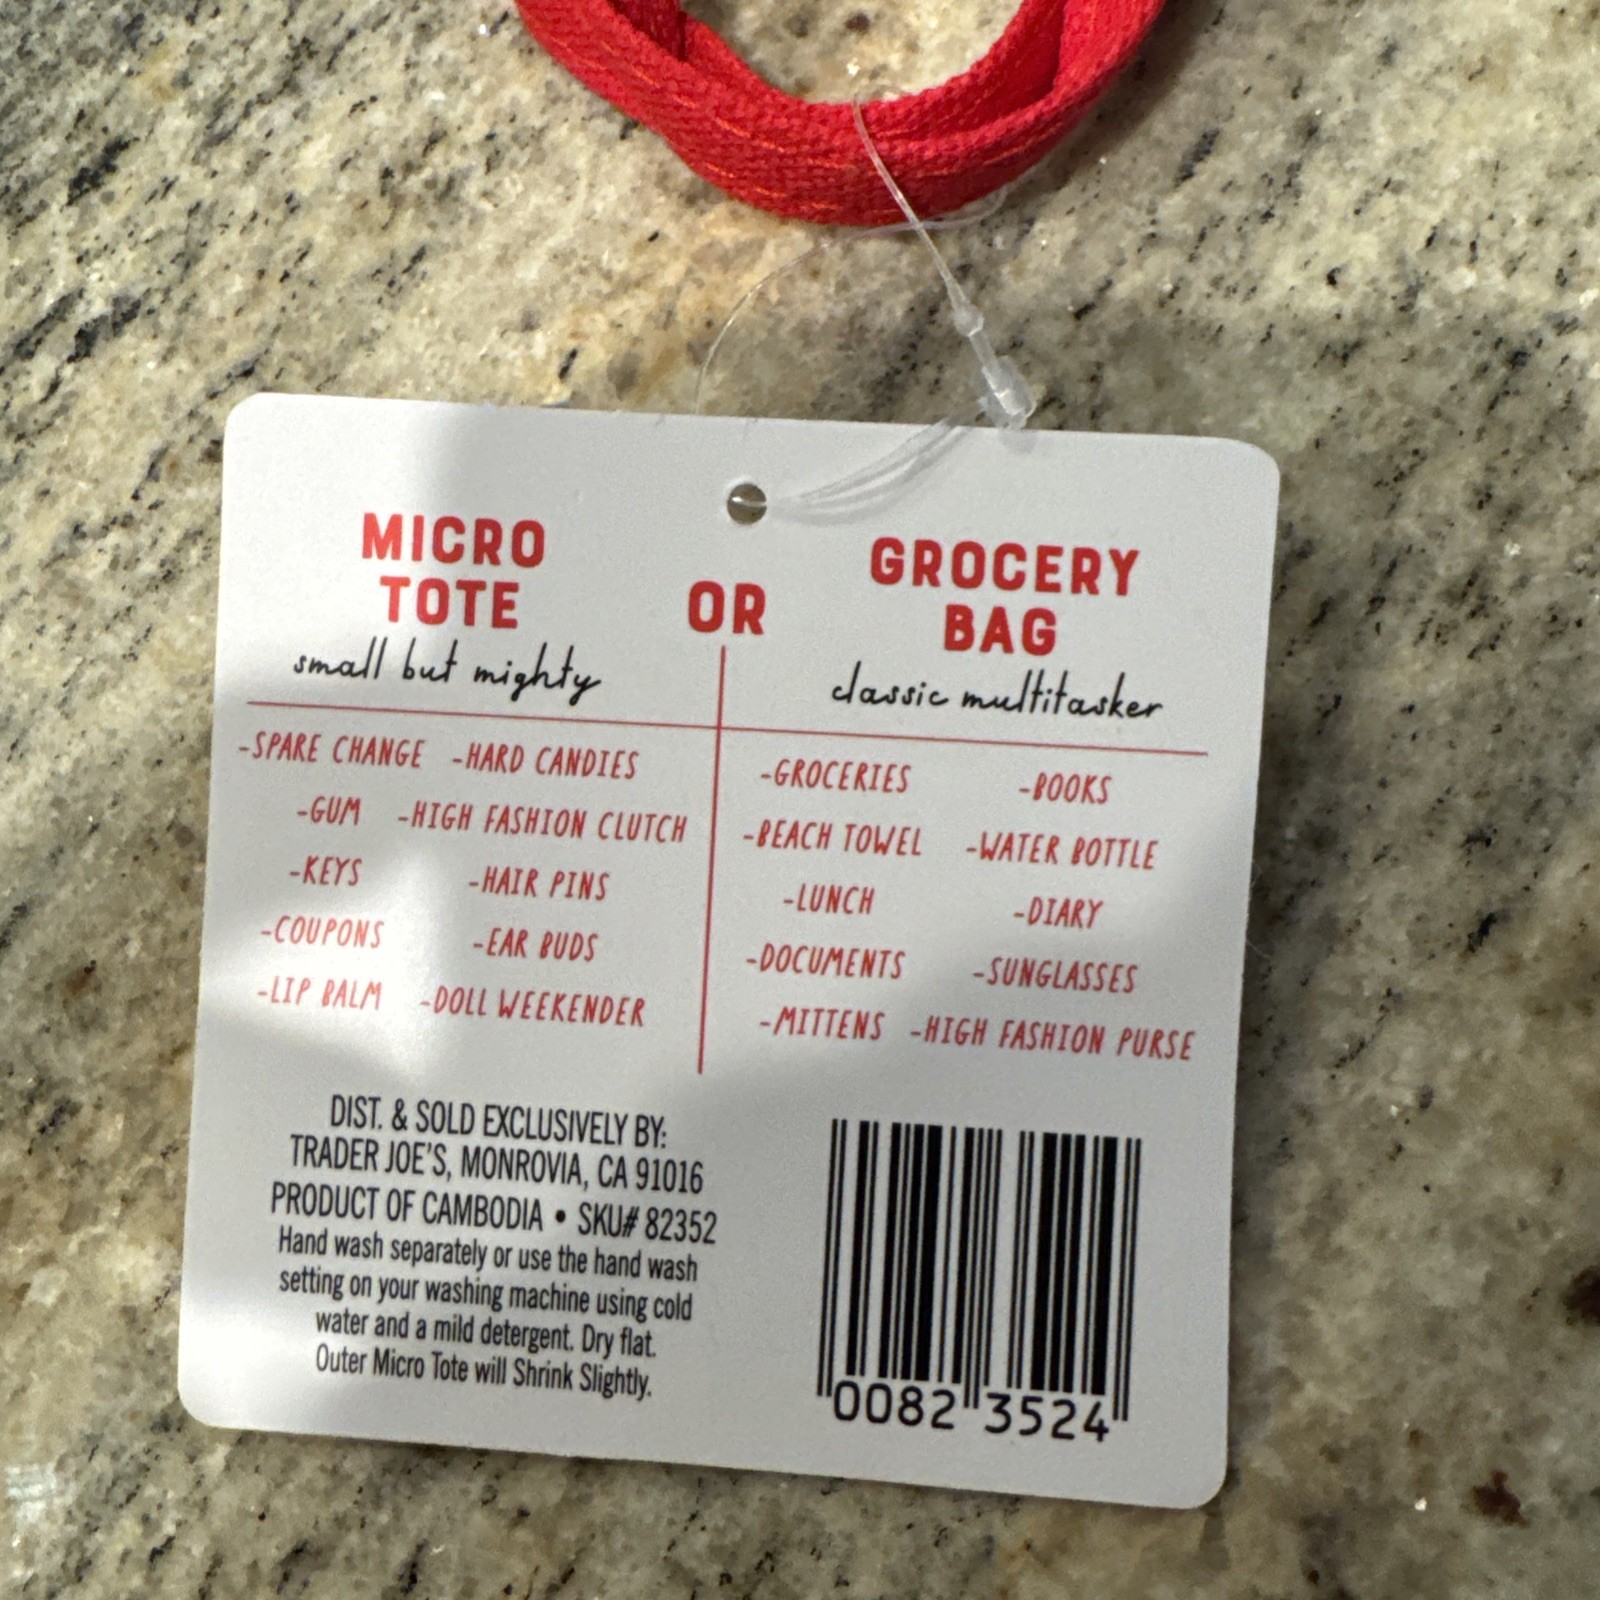 MICRO
TOTE
small but mighty
OR
GROCERY
BAG
classic multitasker
-SPARE CHANGE -HARD CANDIES
-GUM -HIGH FASHION CLUTCH
-KEYS -HAIR PINS
-COUPONS -EAR BUDS
-LIP BALM -DOLL WEEKENDER
-GROCERIES -BOOKS
-BEACH TOWEL -WATER BOTTLE
-LUNCH -DIARY
-DOCUMENTS -SUNGLASSES
-MITTENS -HIGH FASHION PURSE
DIST. & SOLD EXCLUSIVELY BY:
TRADER JOE'S, MONROVIA, CA 91016
PRODUCT OF CAMBODIA • SKU# 82352
Hand wash separately or use the hand wash
setting on your washing machine using cold
water and a mild detergent. Dry flat.
Outer Micro Tote will Shrink Slightly.
0082 3524